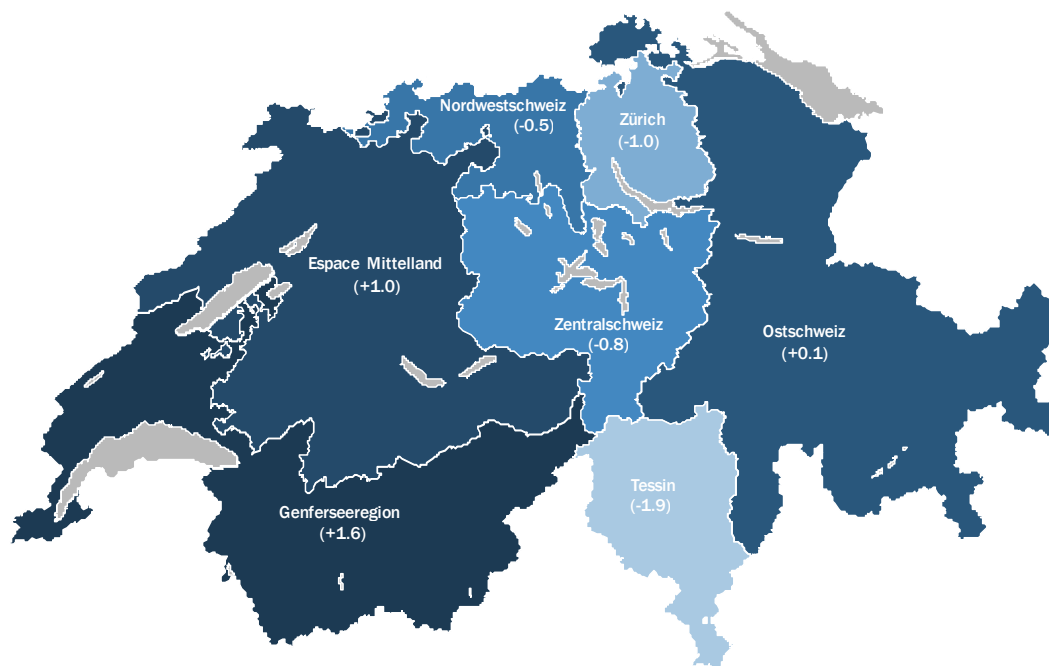 Nordwestschweiz
(-0.5)
Zürich
(-1.0)
Espace Mittelland
(+1.0)
Zentralschweiz
(-0.8)
Ostschweiz
(+0.1)
Genferseeregion
(+1.6)
Tessin
(-1.9)